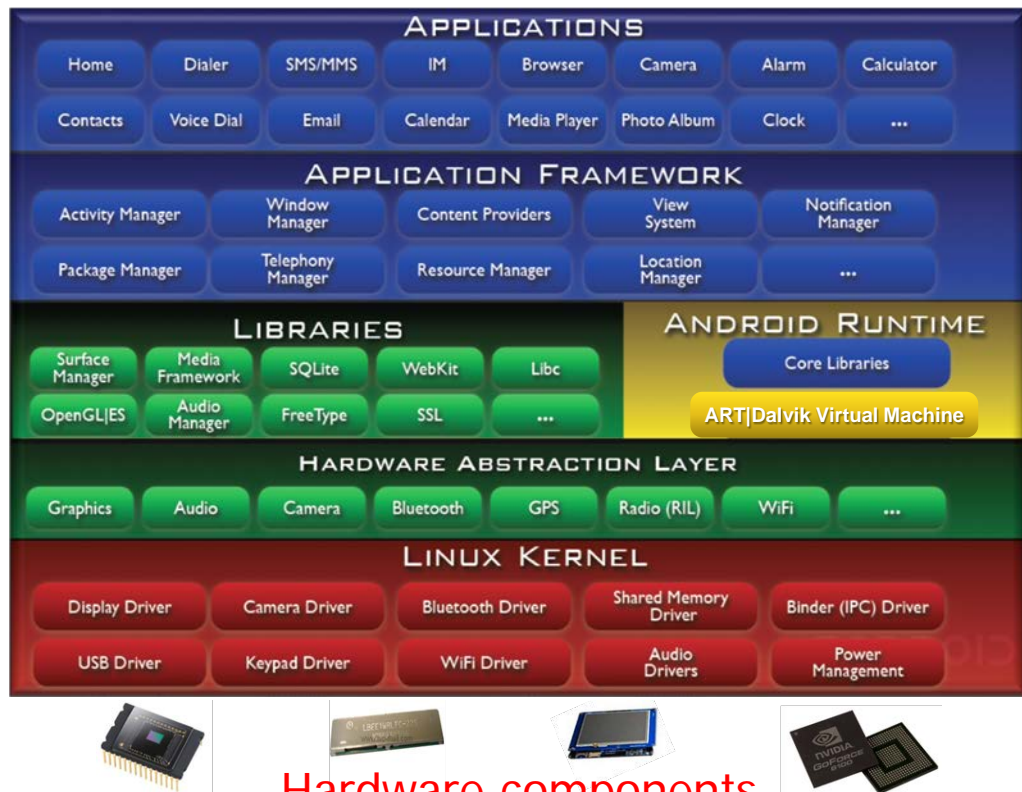 APPLICATIONS
Home Dialer SMS/MMS IM Browser Camera Alarm Calculator
Contacts Voice Dial Email Calendar Media Player Photo Album Clock ...
APPLICATION FRAMEWORK
Activity Manager Window Manager Content Providers View System Notification Manager
Package Manager Telephony Manager Resource Manager Location Manager ...
LIBRARIES
Surface Manager Media Framework SQLite WebKit Libc
OpenGL|ES Audio Manager FreeType SSL ...
ANDROID RUNTIME
Core Libraries
ART|Dalvik Virtual Machine
HARDWARE ABSTRACTION LAYER
Graphics Audio Camera Bluetooth GPS Radio (RIL) WiFi ...
LINUX KERNEL
Display Driver Camera Driver Bluetooth Driver Shared Memory Driver Binder (IPC) Driver
USB Driver Keypad Driver WiFi Driver Audio Drivers Power Management
NVIDIA
GOFORCE
Hardware components